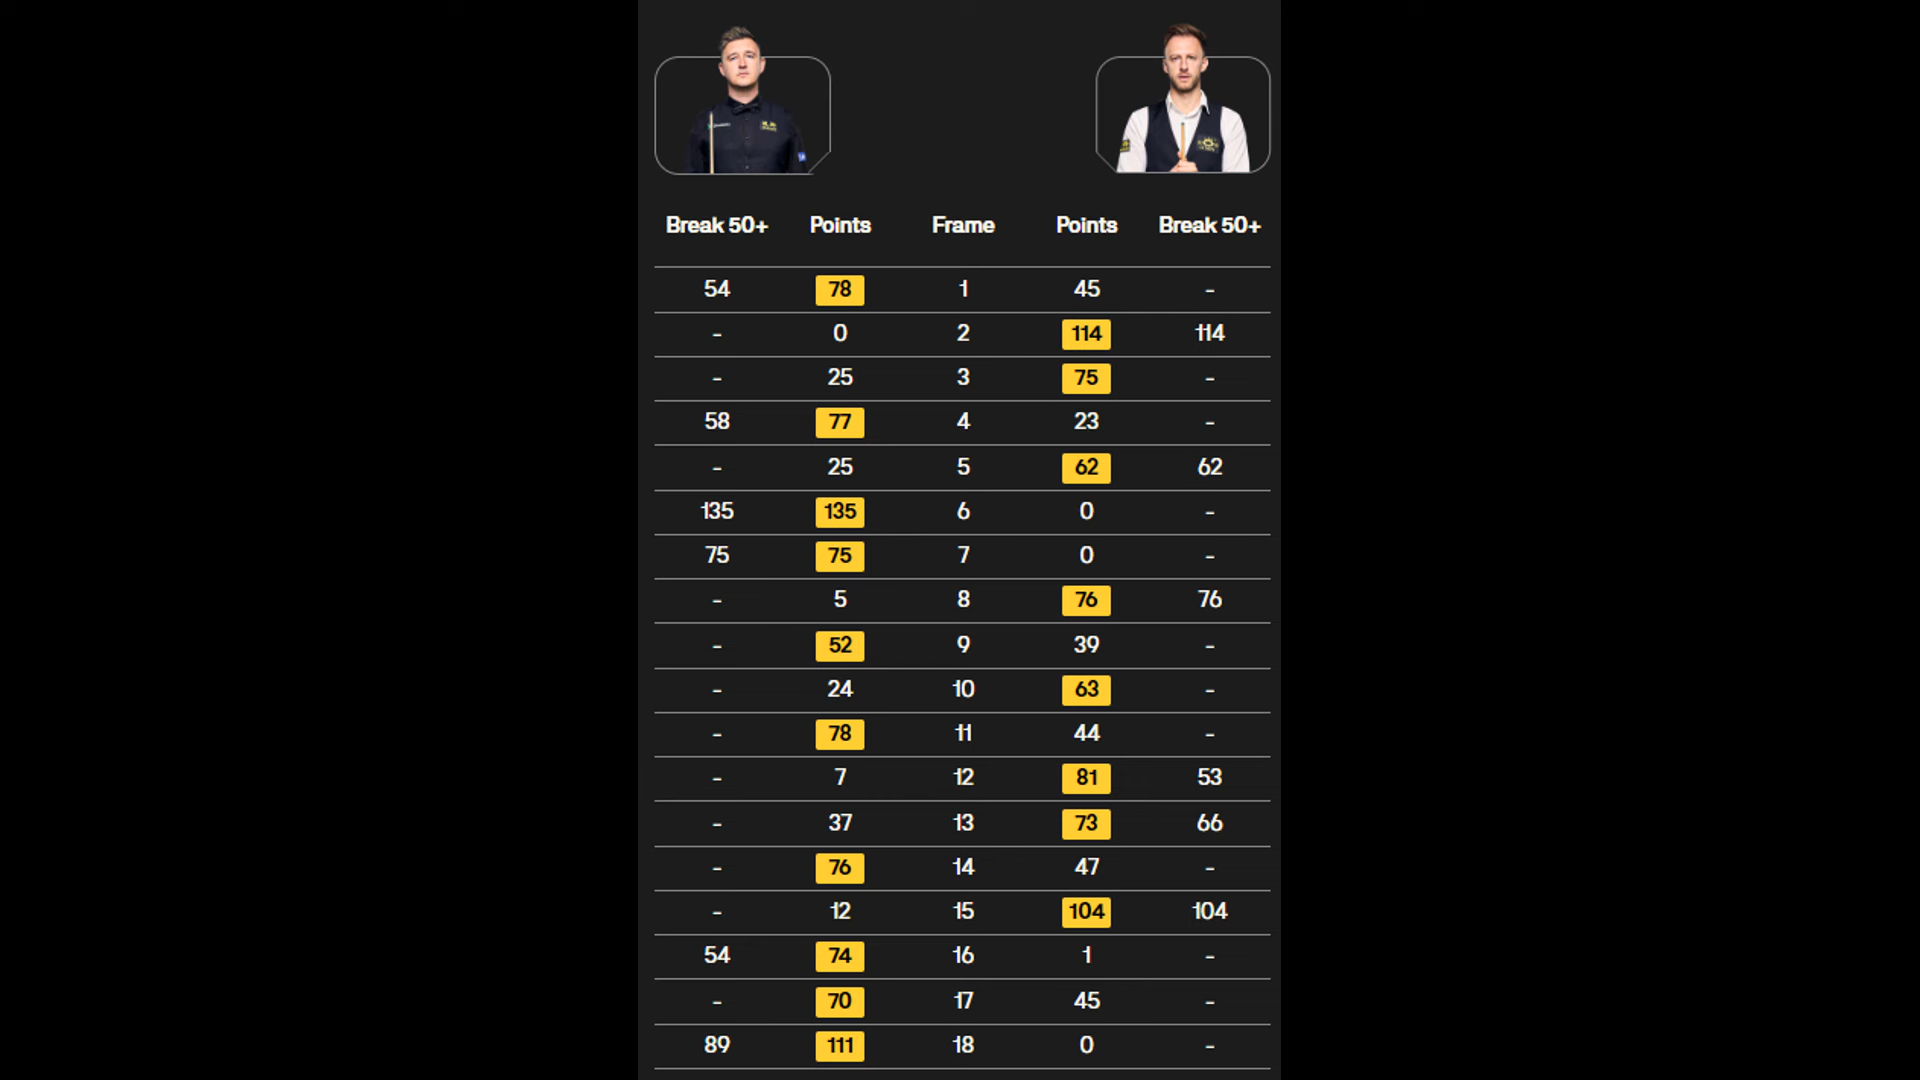 Break 50+ Points Frame Points Break 50+
54 78 1 45 -
- 0 2 114 114
- 25 3 75 -
58 77 4 23 -
- 25 5 62 62
135 135 6 0 -
75 75 7 0 -
- 5 8 76 76
- 52 9 39 -
- 24 10 63 -
- 78 11 44 -
- 7 12 81 53
- 37 13 73 66
- 76 14 47 -
- 12 15 104 104
54 74 16 1 -
- 70 17 45 -
89 111 18 0 -